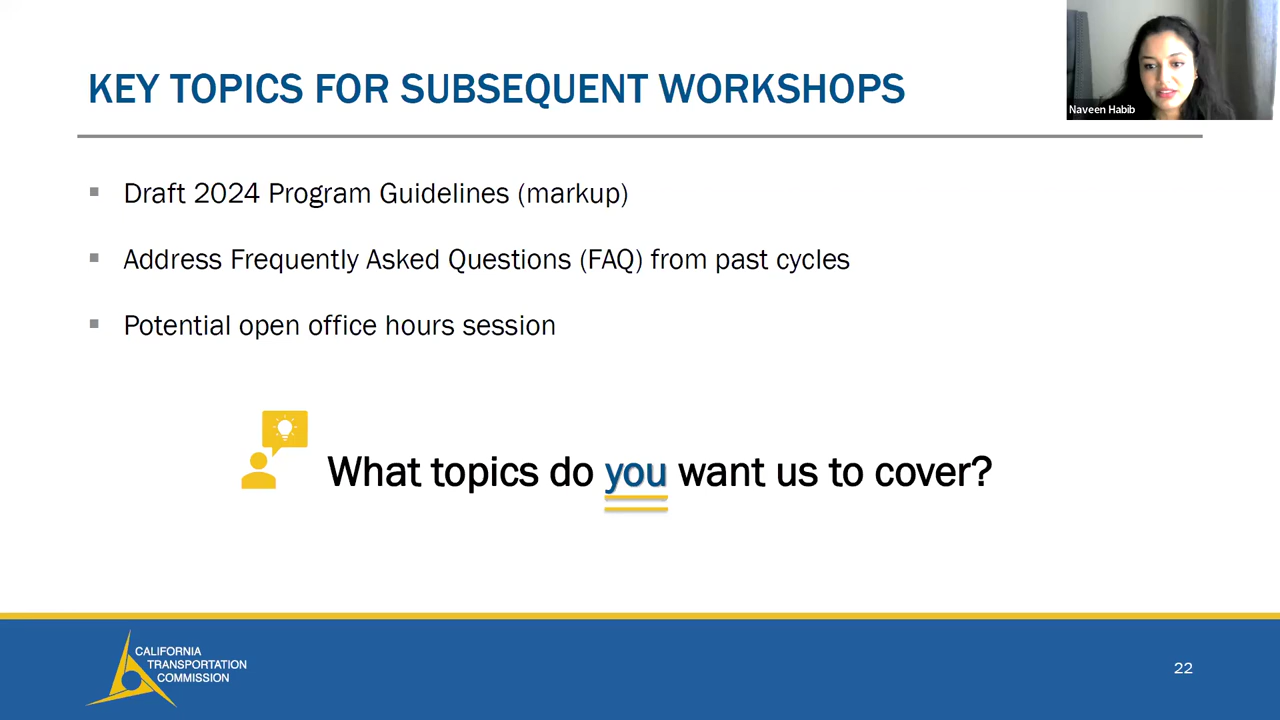 KEY TOPICS FOR SUBSEQUENT WORKSHOPS
Naveen Habib
▪ Draft 2024 Program Guidelines (markup)
▪ Address Frequently Asked Questions (FAQ) from past cycles
▪ Potential open office hours session
What topics do you want us to cover?
CALIFORNIA
TRANSPORTATION
COMMISSION
22